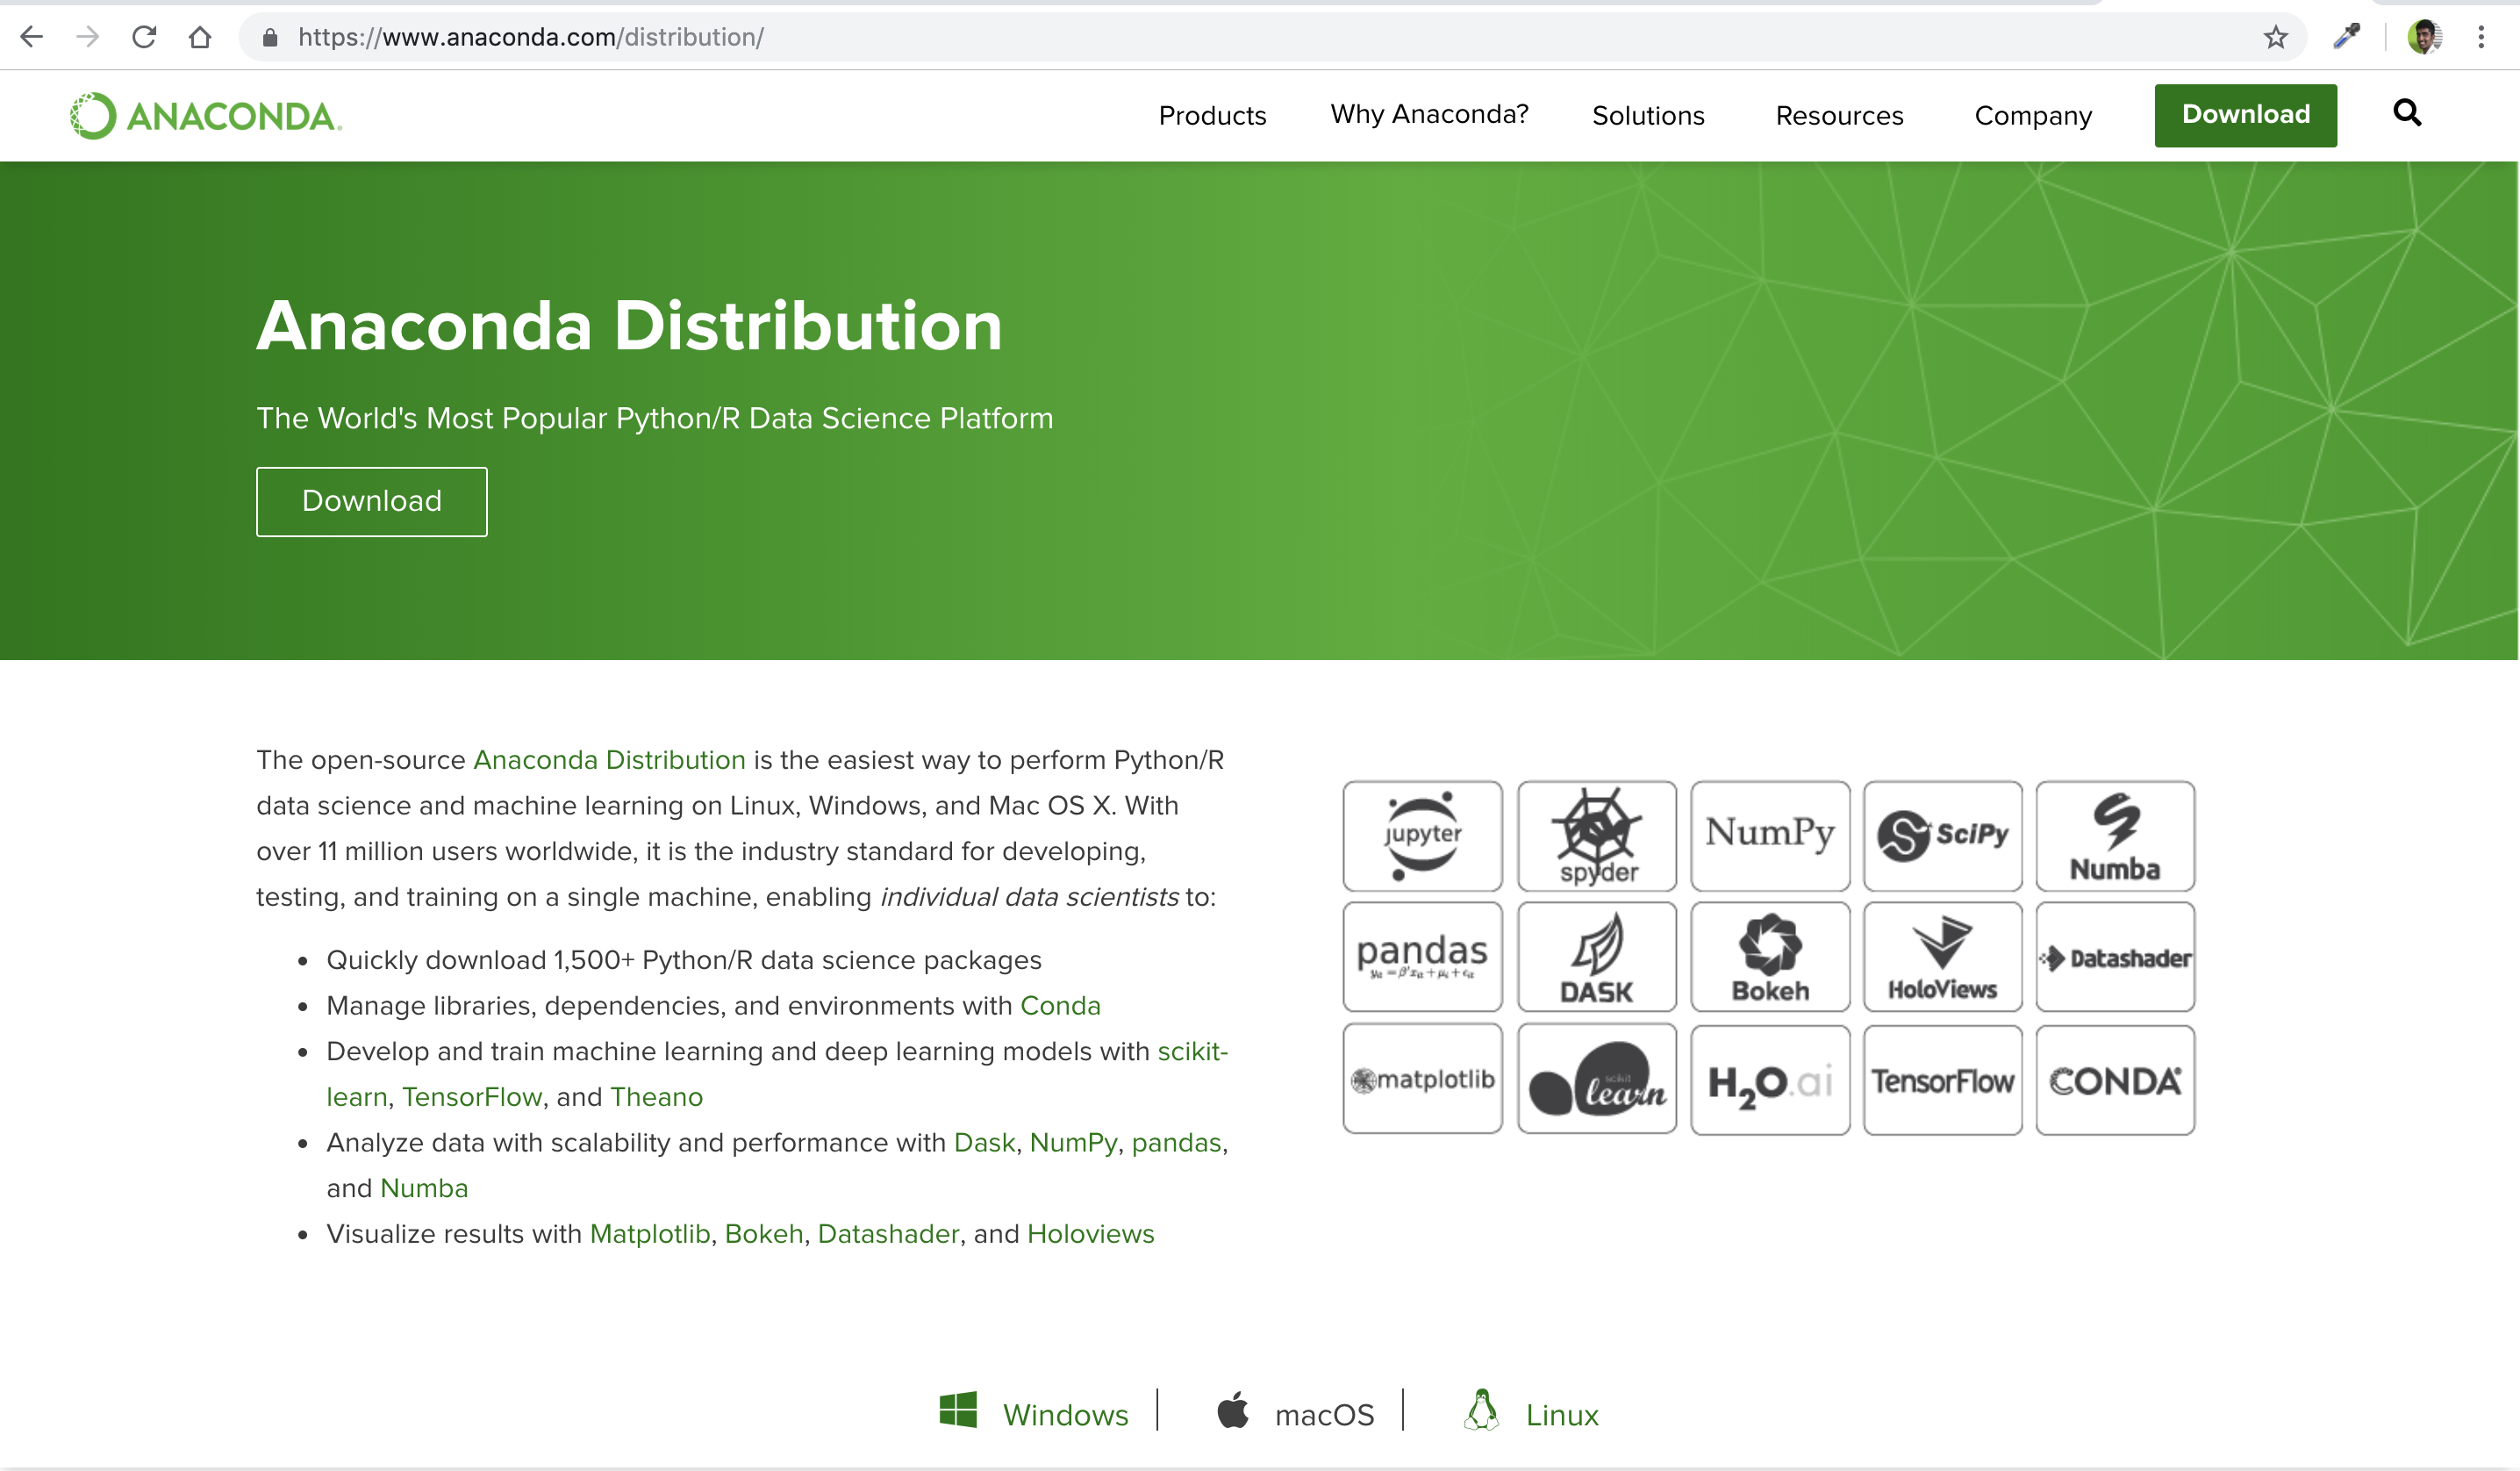 https://www.anaconda.com/distribution/
ANACONDA.
Products Why Anaconda? Solutions Resources Company Download
Anaconda Distribution
The World's Most Popular Python/R Data Science Platform
Download
The open-source Anaconda Distribution is the easiest way to perform Python/R
data science and machine learning on Linux, Windows, and Mac OS X. With
over 11 million users worldwide, it is the industry standard for developing,
testing, and training on a single machine, enabling individual data scientists to:
• Quickly download 1,500+ Python/R data science packages
• Manage libraries, dependencies, and environments with Conda
• Develop and train machine learning and deep learning models with scikit-
learn, TensorFlow, and Theano
• Analyze data with scalability and performance with Dask, NumPy, pandas,
and Numba
• Visualize results with Matplotlib, Bokeh, Datashader, and Holoviews
jupyter spyder NumPy SciPy Numba
pandas DASK Bokeh HoloViews Datashader
yᵢₜ = β′xᵢₜ + μᵢ + εᵢₜ
matplotlib scikit learn H₂O.ai TensorFlow CONDA
Windows | macOS | Linux